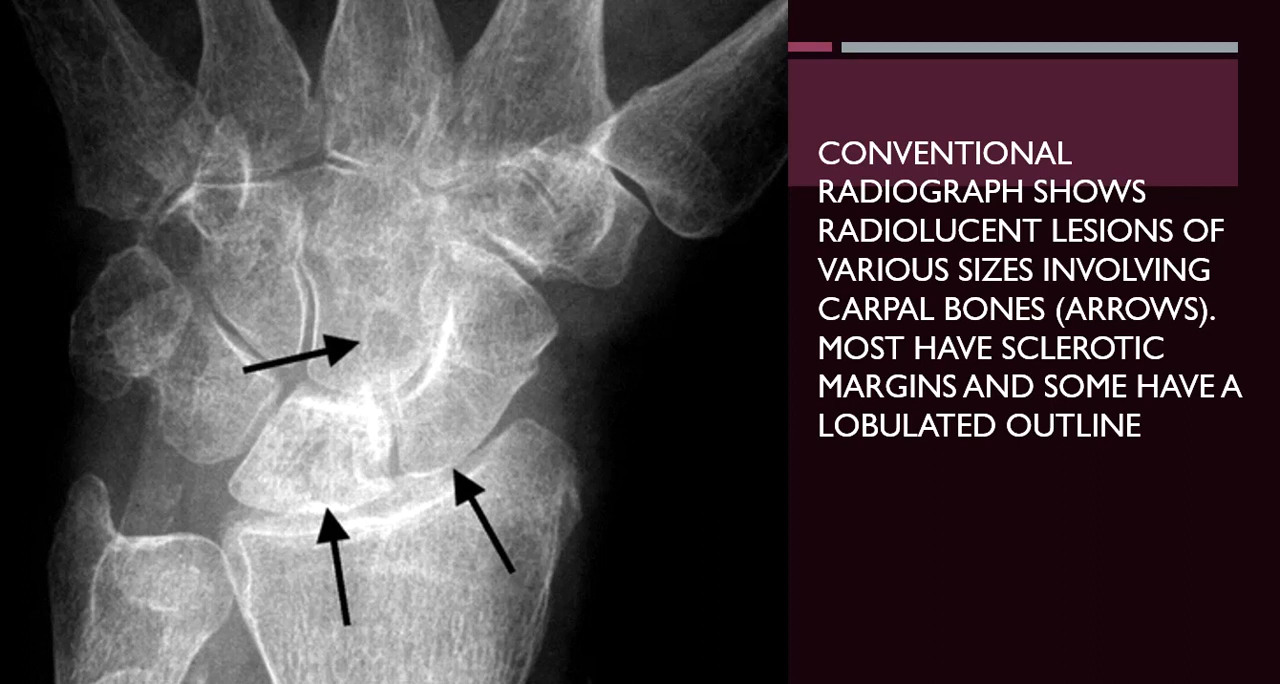 CONVENTIONAL
RADIOGRAPH SHOWS
RADIOLUCENT LESIONS OF
VARIOUS SIZES INVOLVING
CARPAL BONES (ARROWS).
MOST HAVE SCLEROTIC
MARGINS AND SOME HAVE A
LOBULATED OUTLINE